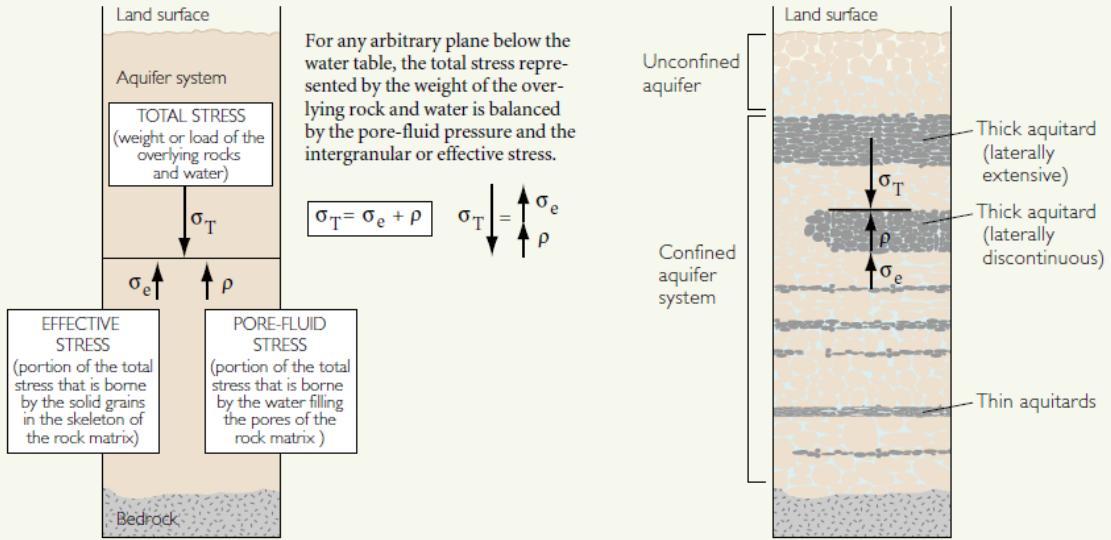 Land surface
Aquifer system
TOTAL STRESS
(weight or load of the
overlying rocks
and water)
σT
σe
ρ
EFFECTIVE
STRESS
(portion of the total
stress that is borne
by the solid grains
in the skeleton of
the rock matrix)
PORE-FLUID
STRESS
(portion of the total
stress that is borne
by the water filling
the pores of the
rock matrix )
Bedrock
For any arbitrary plane below the
water table, the total stress repre-
sented by the weight of the over-
lying rock and water is balanced
by the pore-fluid pressure and the
intergranular or effective stress.
σT = σe + ρ
σT = σe
ρ
Land surface
Unconfined
aquifer
Confined
aquifer
system
Thick aquitard
(laterally
extensive)
σT
ρ
σe
Thick aquitard
(laterally
discontinuous)
Thin aquitards